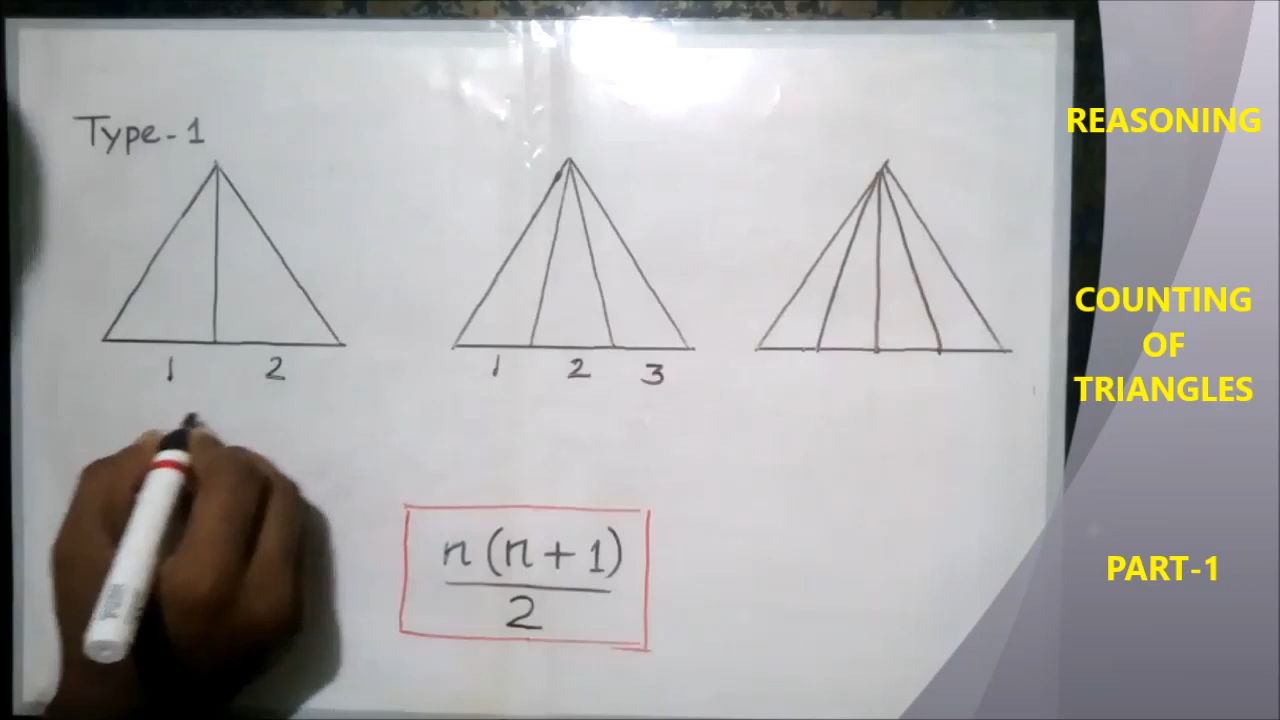 Type-1
1 2
1 2 3
n(n+1)
2
REASONING
COUNTING
OF
TRIANGLES
PART-1